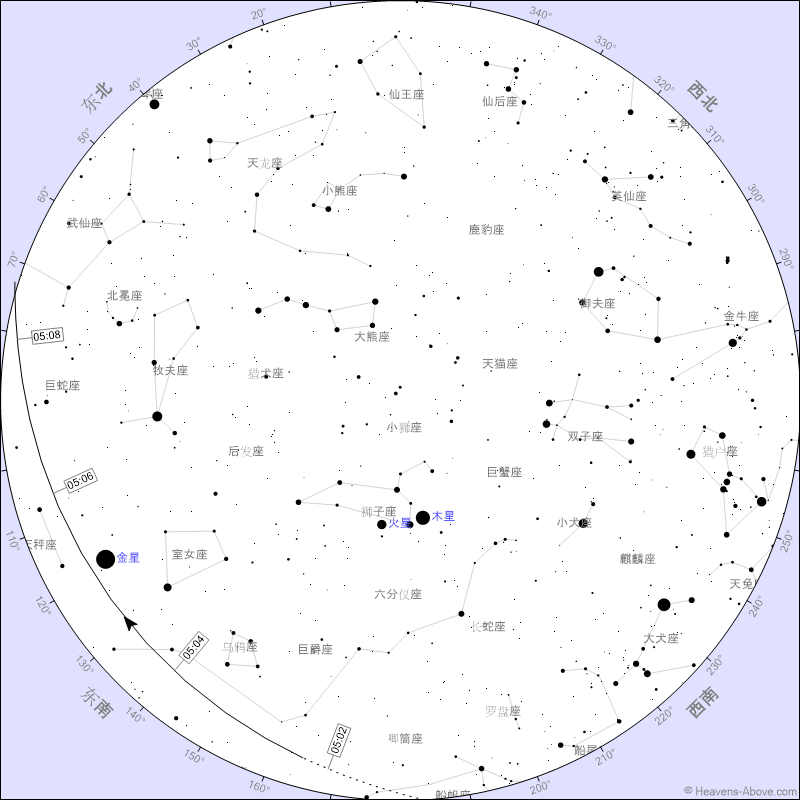 340°
20°
330°
30°
320°
40°
东北
西北
仙王座
仙后座
三角
310°
50°
天龙座
小熊座
英仙座
300°
60°
武仙座
鹿豹座
290°
70°
北冕座
御夫座
金牛座
05:08
大熊座
天猫座
牧夫座
猎犬座
巨蛇座
小狮座
双子座
后发座
猎户座
巨蟹座
05:06
狮子座
火星
木星
小犬座
250°
110°
天秤座
金星
室女座
麒麟座
天兔
六分仪座
240°
120°
长蛇座
大犬座
05:04
乌鸦座
巨爵座
230°
130°
东南
西南
罗盘座
220°
140°
05:02
唧筒座
船尾
210°
150°
160°
200°
船帆座
© Heavens-Above.com